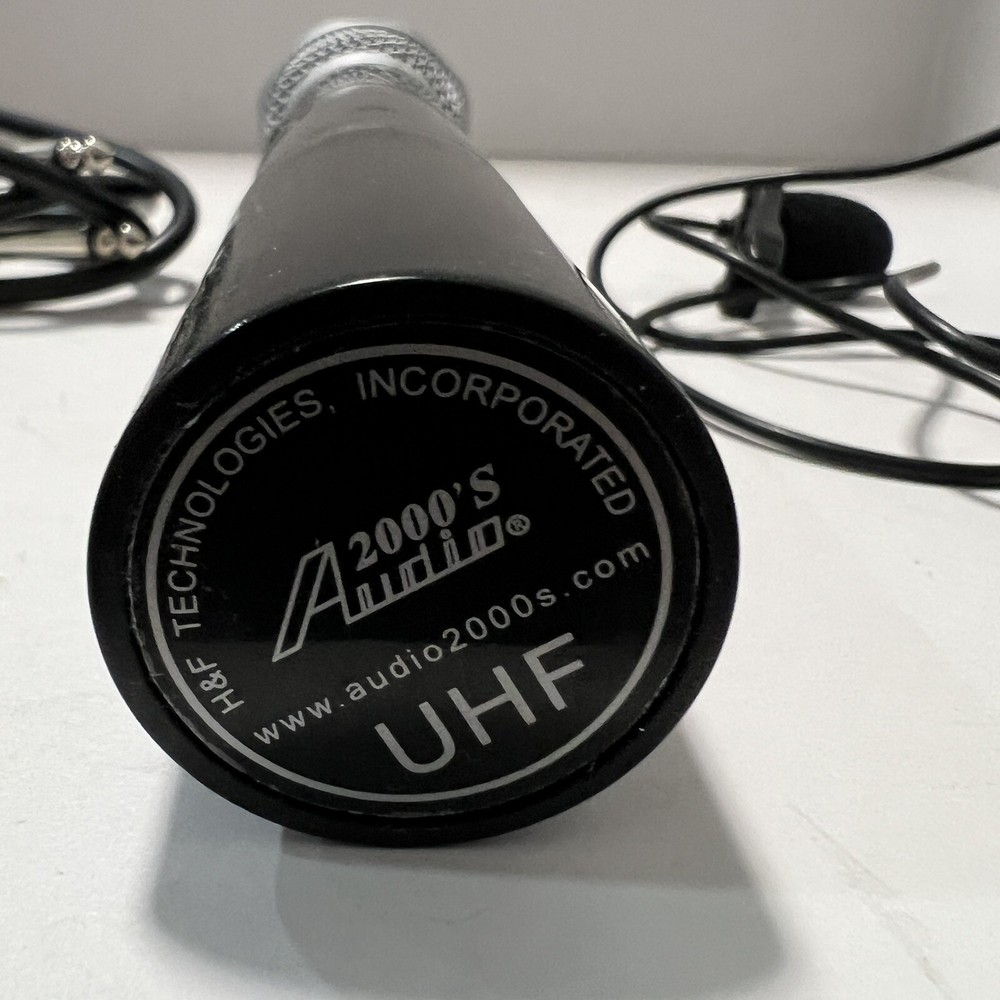 H&F TECHNOLOGIES, INCORPORATED
2000'S
Audio®
www.audio2000s.com
UHF